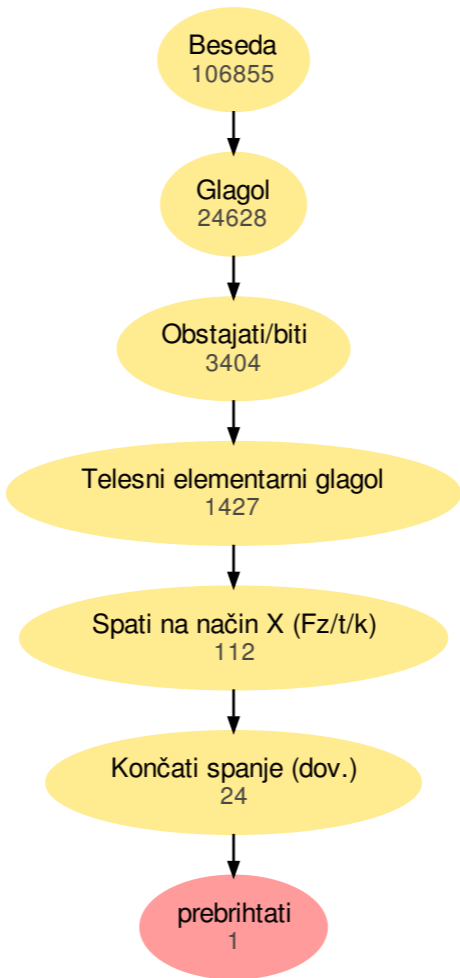 Beseda
106855
Glagol
24628
Obstajati/biti
3404
Telesni elementarni glagol
1427
Spati na način X (Fz/t/k)
112
Končati spanje (dov.)
24
prebrihtati
1